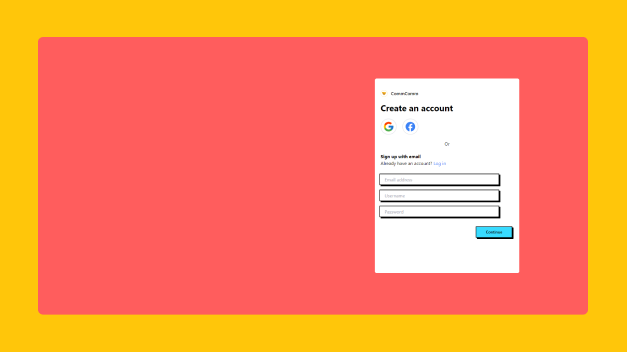 CommComm
Create an account
Or
Sign up with email
Already have an account? Log in
Email address
Username
Password
Continue